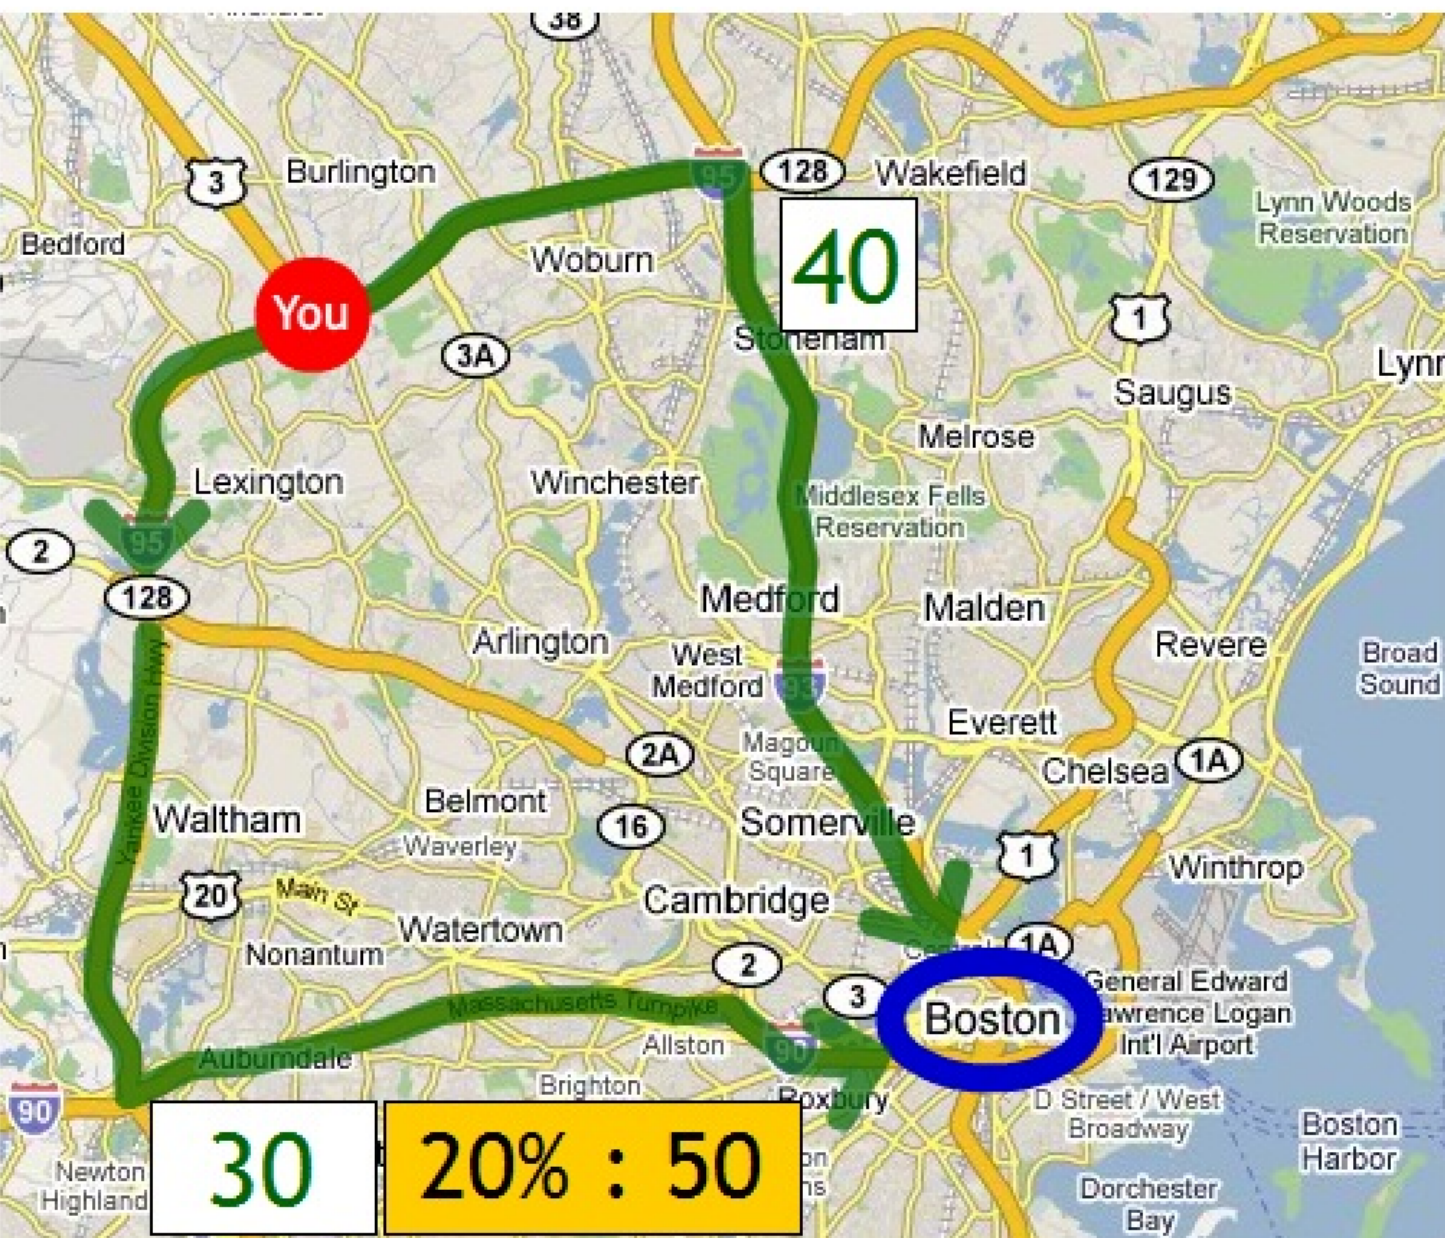 38
95
128
Wakefield
129
3
Burlington
Lynn Woods
Reservation
Bedford
Woburn
40
You
1
Stoneham
3A
Saugus
Melrose
Lexington
Winchester
Middlesex Fells
Reservation
95
2
128
Medford
Malden
Arlington
West
Medford
93
Revere
Broad
Sound
Everett
Magoun
Square
2A
Chelsea
1A
Yankee Division Hwy
Belmont
Waltham
16
Somerville
Waverley
1
Winthrop
20
Main St
Cambridge
Watertown
Nonantum
1A
2
3
General Edward
Lawrence Logan
Int'l Airport
Massachusetts Turnpike
Boston
Allston
90
Auburndale
Brighton
Roxbury
90
D Street / West
Broadway
Boston
Harbor
30
20% : 50
Newton
Highland
Dorchester
Bay